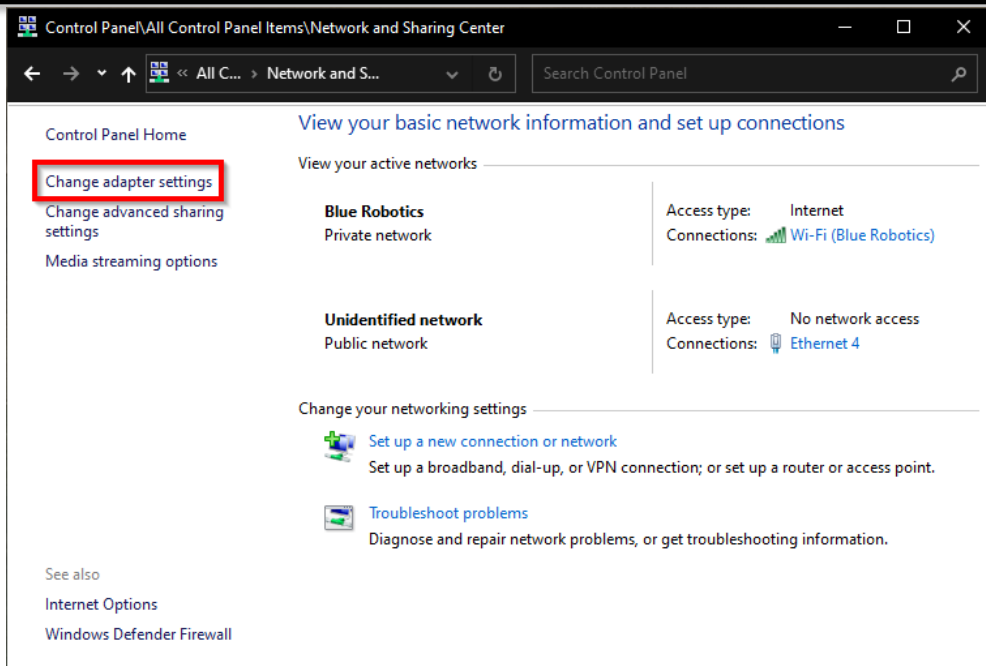 Control Panel\All Control Panel Items\Network and Sharing Center
« All C... › Network and S...
Search Control Panel
Control Panel Home
Change adapter settings
Change advanced sharing
settings
Media streaming options
See also
Internet Options
Windows Defender Firewall
View your basic network information and set up connections
View your active networks
Blue Robotics
Private network
Access type: Internet
Connections: Wi-Fi (Blue Robotics)
Unidentified network
Public network
Access type: No network access
Connections: Ethernet 4
Change your networking settings
Set up a new connection or network
Set up a broadband, dial-up, or VPN connection; or set up a router or access point.
Troubleshoot problems
Diagnose and repair network problems, or get troubleshooting information.